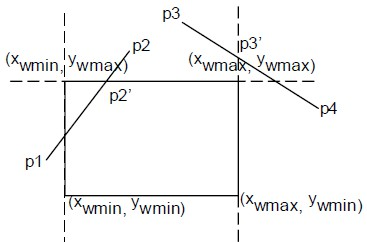 p3
p2 p3’
(xwmin, ywmax) (xwmax, ywmax)
p2’
p4
p1
(xwmin, ywmin) (xwmax, ywmin)